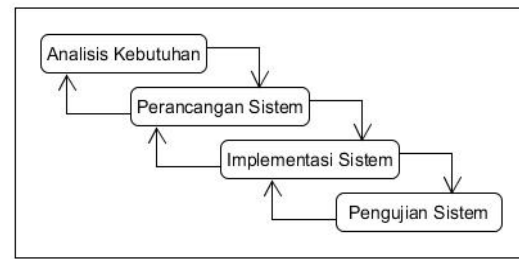 Analisis Kebutuhan
Perancangan Sistem
Implementasi Sistem
Pengujian Sistem